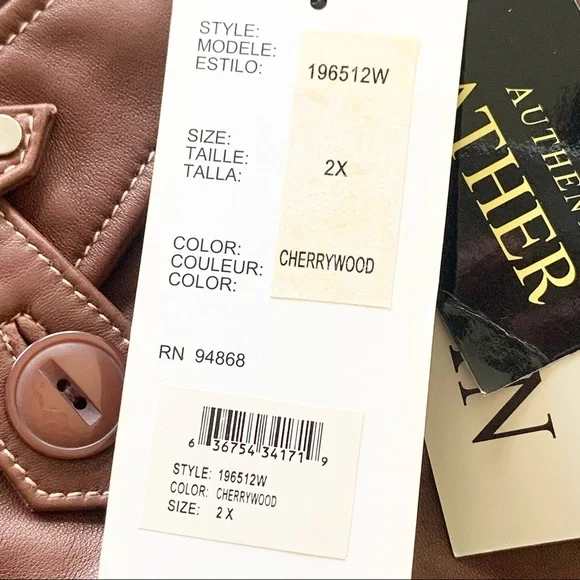 STYLE:
MODELE:
ESTILO:
196512W
SIZE:
TAILLE:
TALLA:
2X
COLOR:
COULEUR:
COLOR:
CHERRYWOOD
RN 94868
6 36754 34171 9
STYLE: 196512W
COLOR: CHERRYWOOD
SIZE: 2X
AUTHEN
ATHER
N